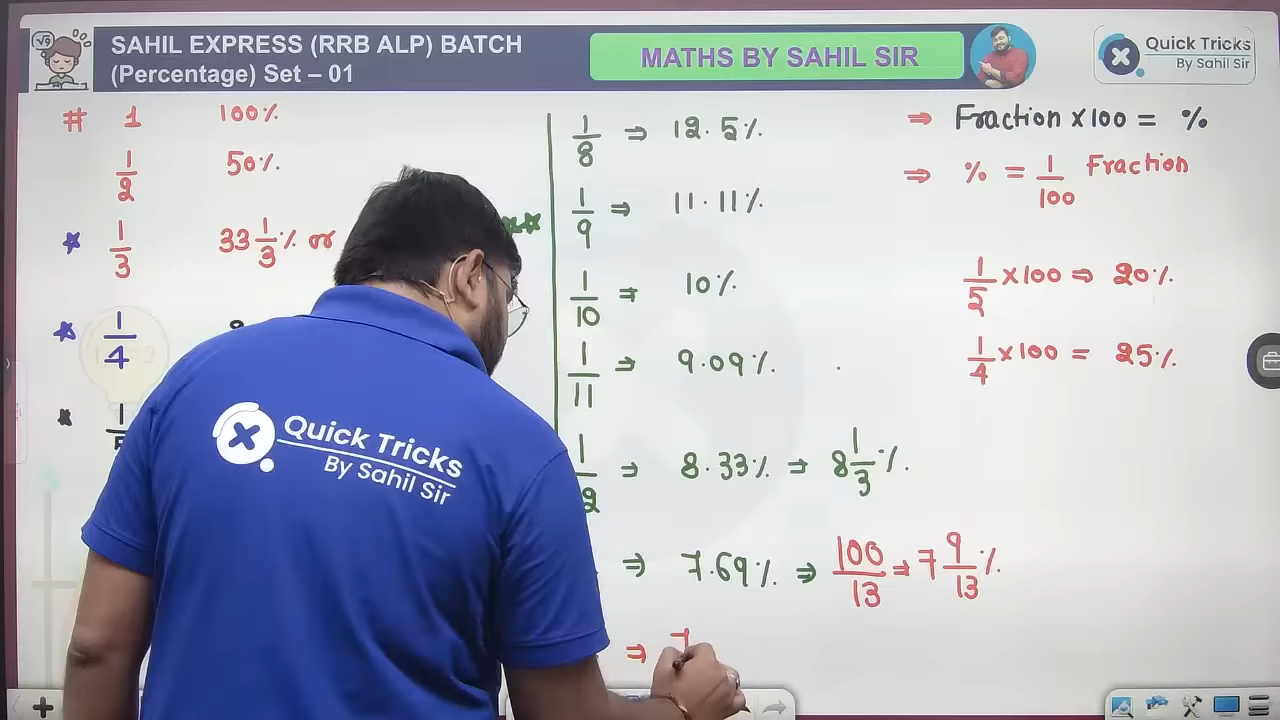 SAHIL EXPRESS (RRB ALP) BATCH
(Percentage) Set – 01
MATHS BY SAHIL SIR
Quick Tricks
By Sahil Sir
# 1 100%
1/2 50%
* 1/3 33 1/3 % or
* 1/4
1/8 ⇒ 12.5%
1/9 ⇒ 11.11%
1/10 ⇒ 10%
1/11 ⇒ 9.09%
⇒ 8.33% ⇒ 8 1/3 %.
⇒ 7.69% ⇒ 100/13 ⇒ 7 9/13 %
⇒ 7
⇒ Fraction × 100 = %
⇒ % = 1/100 Fraction
1/5 × 100 ⇒ 20%
1/4 × 100 = 25%
Quick Tricks
By Sahil Sir